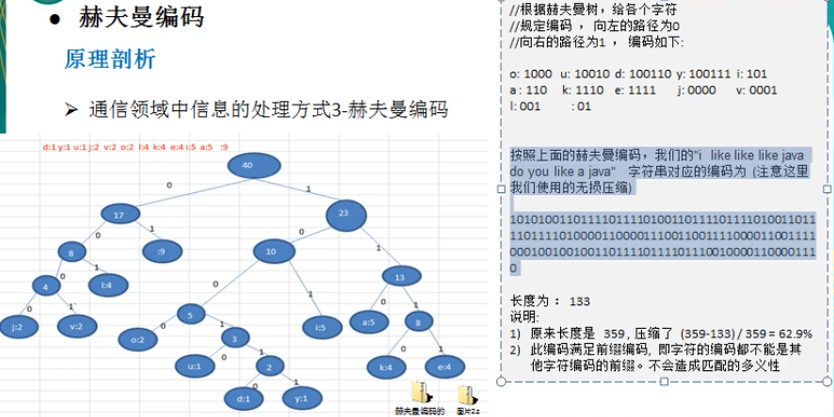 赫夫曼编码
原理剖析
通信领域中信息的处理方式3-赫夫曼编码
d:1 y:1 u:1 j:2 v:2 o:2 l:4 k:4 e:4 i:5 a:5 :9
40
0 1
17 23
0 1 0 1
8 :9 10 13
0 1 0 1 0 1
4 l:4 5 i:5 a:5 8
0 1 0 1 0 1
j:2 v:2 o:2 3 k:4 e:4
0 1
u:1 2
0 1
d:1 y:1
赫夫曼编码的
//根据赫夫曼树，给各个字符
//规定编码 ， 向左的路径为0
//向右的路径为1 ， 编码如下:
o: 1000 u: 10010 d: 100110 y: 100111 i: 101
a : 110 k: 1110 e: 1111 j: 0000 v: 0001
l: 001 : 01
按照上面的赫夫曼编码，我们的"i like like like java
do you like a java" 字符串对应的编码为 (注意这里
我们使用的无损压缩)
10101001101111011110100110111101111010011011
11011110100001100001110011001111000011001111
00010010010011011110111101110010000110000111
0
长度为 ： 133
说明:
1) 原来长度是 359 , 压缩了 (359-133) / 359 = 62.9%
2) 此编码满足前缀编码, 即字符的编码都不能是其
他字符编码的前缀。不会造成匹配的多义性